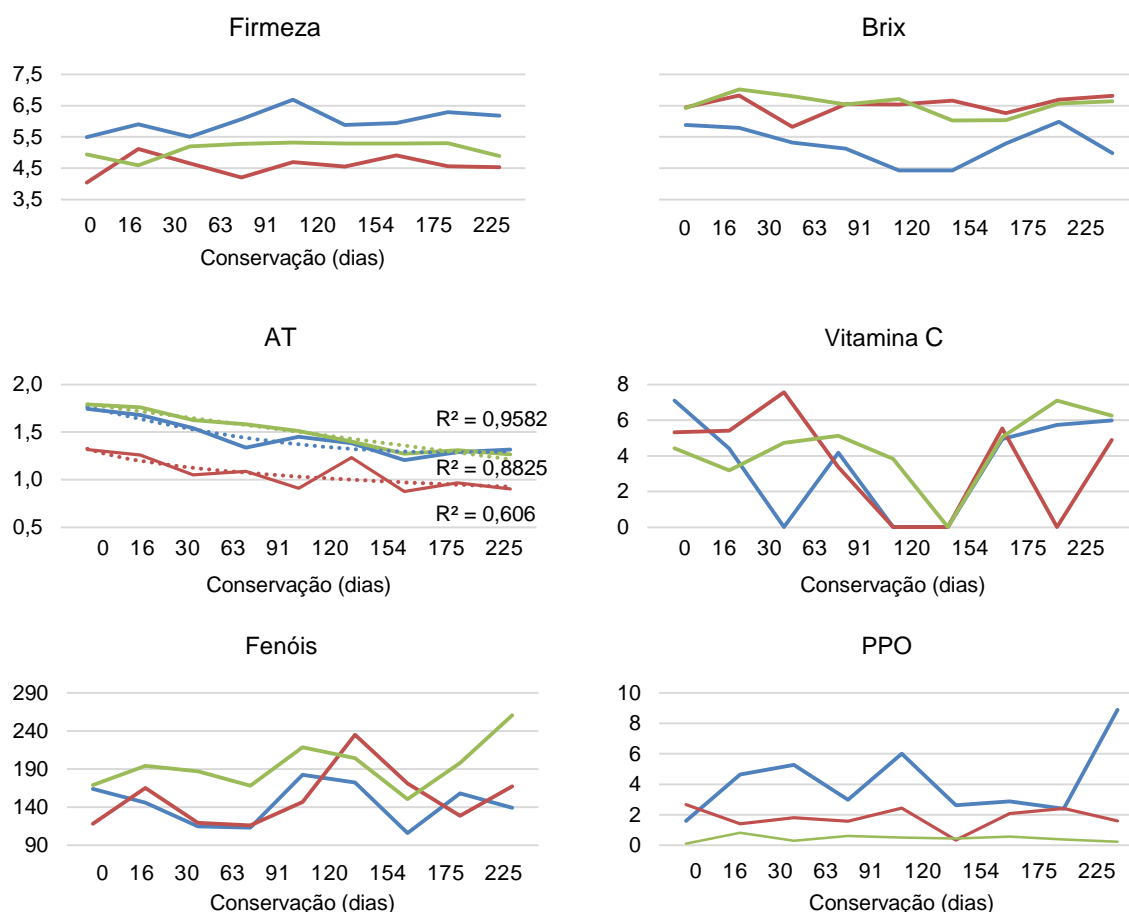 Firmeza
7,5
6,5
5,5
4,5
3,5
0 16 30 63 91 120 154 175 225
Conservação (dias)
Brix
0 16 30 63 91 120 154 175 225
AT
2,0
1,5
1,0
0,5
R² = 0,9582
R² = 0,8825
R² = 0,606
0 16 30 63 91 120 154 175 225
Conservação (dias)
Vitamina C
8
6
4
2
0
0 16 30 63 91 120 154 175 225
Conservação (dias)
Fenóis
290
240
190
140
90
0 16 30 63 91 120 154 175 225
Conservação (dias)
PPO
10
8
6
4
2
0
0 16 30 63 91 120 154 175 225
Conservação (dias)